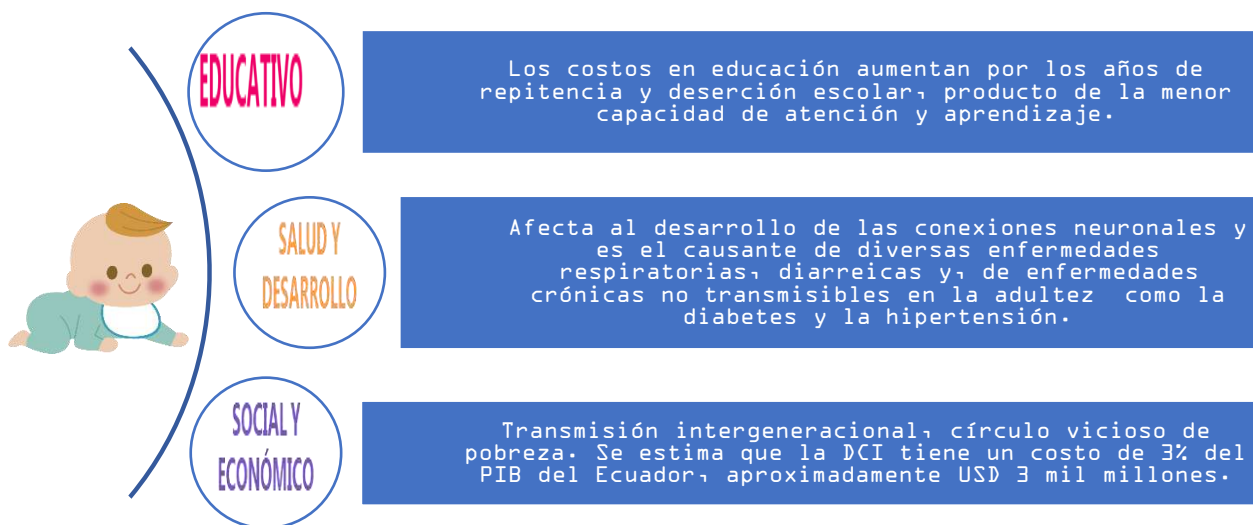 EDUCATIVO
Los costos en educación aumentan por los años de
repitencia y deserción escolar, producto de la menor
capacidad de atención y aprendizaje.
SALUD Y
DESARROLLO
Afecta al desarrollo de las conexiones neuronales y
es el causante de diversas enfermedades
respiratorias, diarreicas y, de enfermedades
crónicas no transmisibles en la adultez como la
diabetes y la hipertensión.
SOCIAL Y
ECONÓMICO
Transmisión intergeneracional, círculo vicioso de
pobreza. Se estima que la DCI tiene un costo de 3% del
PIB del Ecuador, aproximadamente USD 3 mil millones.